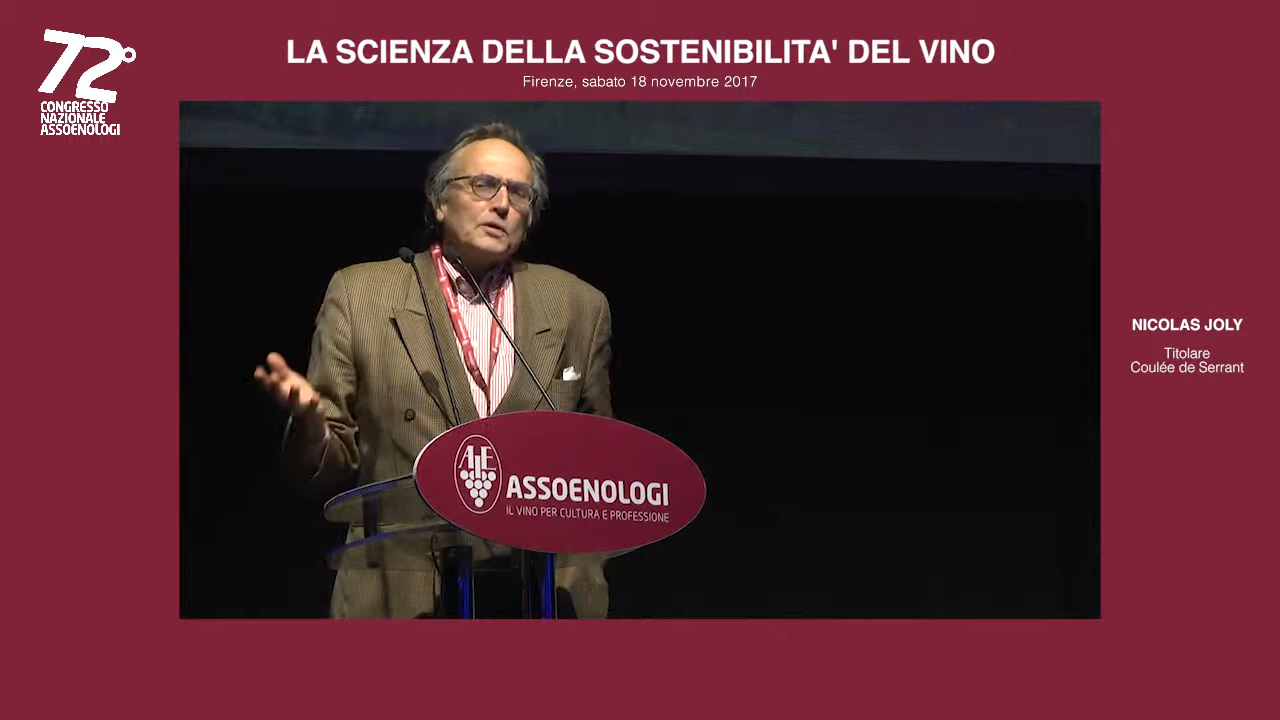 72°
CONGRESSO
NAZIONALE
ASSOENOLOGI
LA SCIENZA DELLA SOSTENIBILITA' DEL VINO
Firenze, sabato 18 novembre 2017
NICOLAS JOLY
Titolare
Coulée de Serrant
AEI
ASSOENOLOGI
IL VINO PER CULTURA E PROFESSIONE